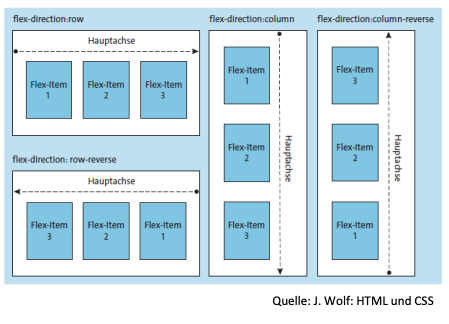 flex-direction:row
Hauptachse
Flex-Item
1
Flex-Item
2
Flex-Item
3
flex-direction: row-reverse
Hauptachse
Flex-Item
3
Flex-Item
2
Flex-Item
1
flex-direction:column
Flex-Item
1
Flex-Item
2
Flex-Item
3
Hauptachse
flex-direction:column-reverse
Flex-Item
3
Flex-Item
2
Flex-Item
1
Hauptachse
Quelle: J. Wolf: HTML und CSS